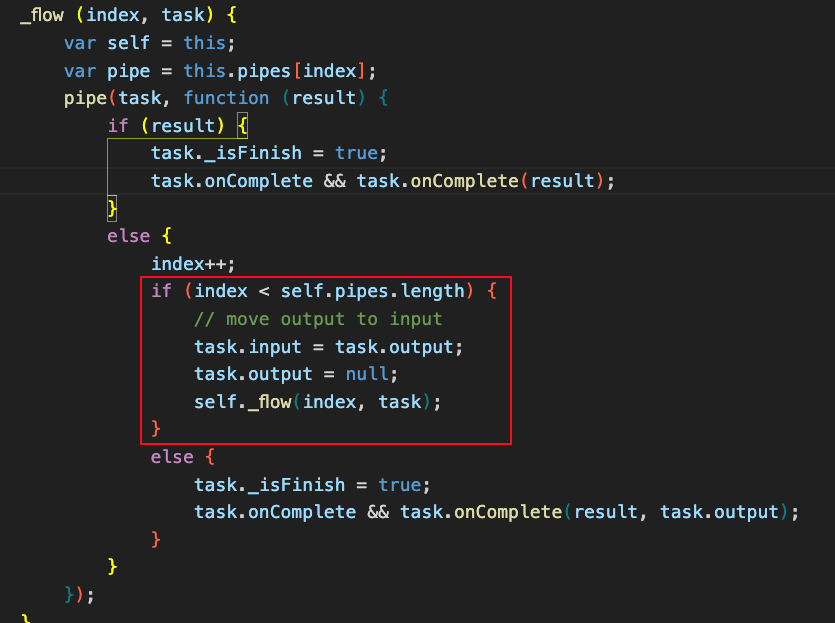 _flow (index, task) {
    var self = this;
    var pipe = this.pipes[index];
    pipe(task, function (result) {
        if (result) {
            task._isFinish = true;
            task.onComplete && task.onComplete(result);
        }
        else {
            index++;
            if (index < self.pipes.length) {
                // move output to input
                task.input = task.output;
                task.output = null;
                self._flow(index, task);
            }
            else {
                task._isFinish = true;
                task.onComplete && task.onComplete(result, task.output);
            }
        }
    });
}